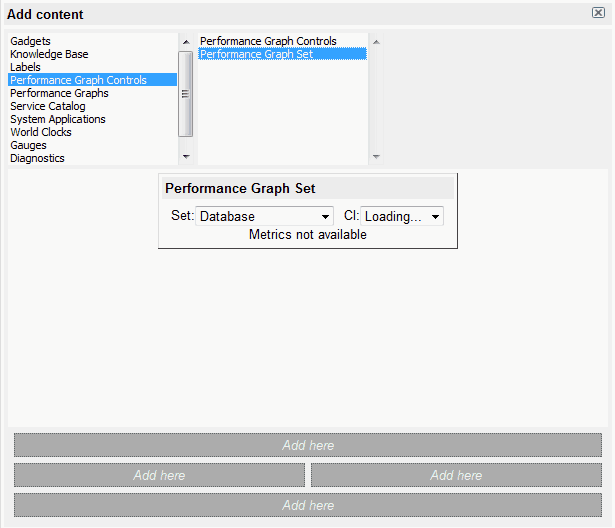 Add content
Gadgets
Knowledge Base
Labels
Performance Graph Controls
Performance Graphs
Service Catalog
System Applications
World Clocks
Gauges
Diagnostics
Performance Graph Controls
Performance Graph Set
Performance Graph Set
Set: Database CI: Loading...
Metrics not available
Add here
Add here Add here
Add here